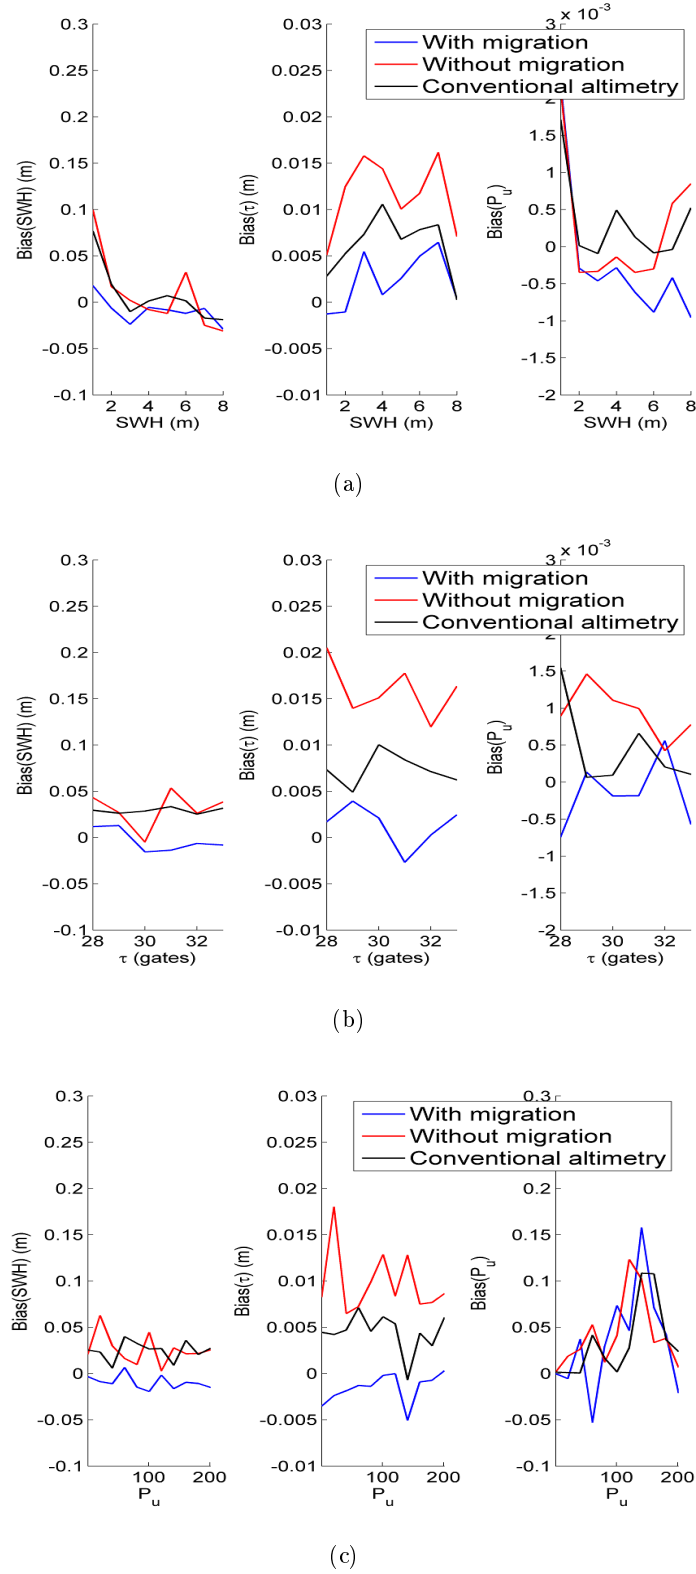 0.3
0.25
0.2
0.15
0.1
0.05
0
-0.05
-0.1
2 4 6 8
SWH (m)
Bias(SWH) (m)
0.03
0.025
0.02
0.015
0.01
0.005
0
-0.005
-0.01
2 4 6 8
SWH (m)
Bias(τ) (m)
3 × 10-3
2
1.5
1
0.5
0
-0.5
-1
-1.5
-2
2 4 6 8
SWH (m)
Bias(Pu)
With migration
Without migration
Conventional altimetry
(a)
0.3
0.25
0.2
0.15
0.1
0.05
0
-0.05
-0.1
28 30 32
τ (gates)
Bias(SWH) (m)
0.03
0.025
0.02
0.015
0.01
0.005
0
-0.005
-0.01
28 30 32
τ (gates)
Bias(τ) (m)
3 × 10-3
2
1.5
1
0.5
0
-0.5
-1
-1.5
-2
28 30 32
τ (gates)
Bias(Pu)
With migration
Without migration
Conventional altimetry
(b)
0.3
0.25
0.2
0.15
0.1
0.05
0
-0.05
-0.1
100 200
Pu
Bias(SWH) (m)
0.03
0.025
0.02
0.015
0.01
0.005
0
-0.005
-0.01
100 200
Pu
Bias(τ) (m)
0.3
0.2
0.15
0.1
0.05
0
-0.05
-0.1
100 200
Pu
Bias(Pu)
With migration
Without migration
Conventional altimetry
(c)